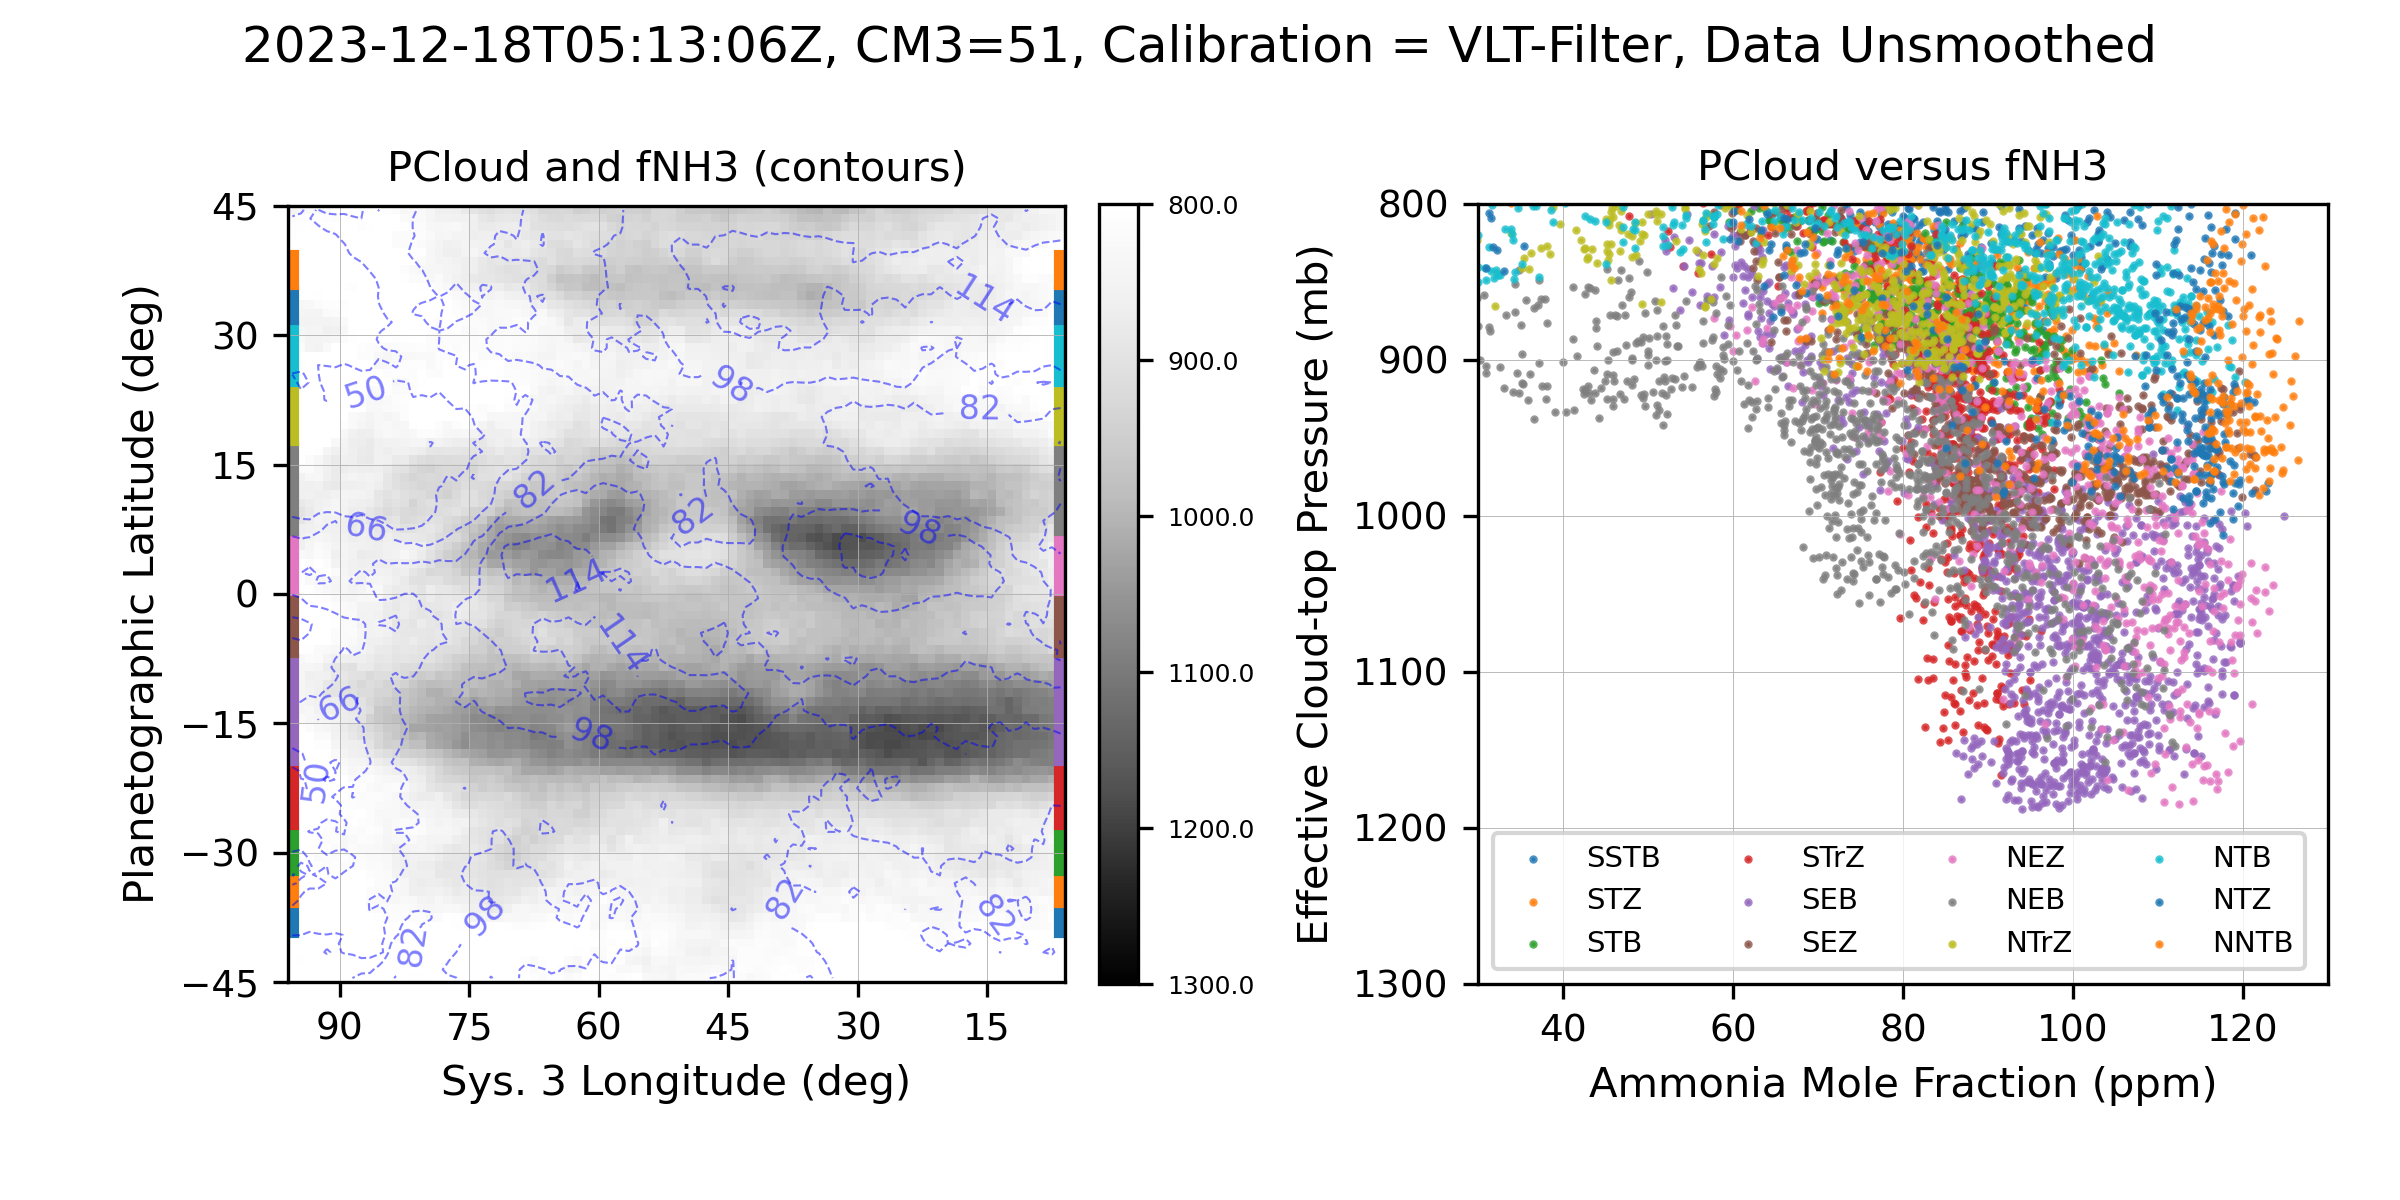 2023-12-18T05:13:06Z, CM3=51, Calibration = VLT-Filter, Data Unsmoothed
PCloud and fNH3 (contours)
Planetographic Latitude (deg)
45
30
15
0
−15
−30
−45
90
75
60
45
30
15
Sys. 3 Longitude (deg)
114
50
98
82
82
66
82
98
114
114
66
98
50
98
82
82
82
800.0
900.0
1000.0
1100.0
1200.0
1300.0
PCloud versus fNH3
Effective Cloud-top Pressure (mb)
800
900
1000
1100
1200
1300
SSTB
STZ
STB
STrZ
SEB
SEZ
NEZ
NEB
NTrZ
NTB
NTZ
NNTB
40
60
80
100
120
Ammonia Mole Fraction (ppm)